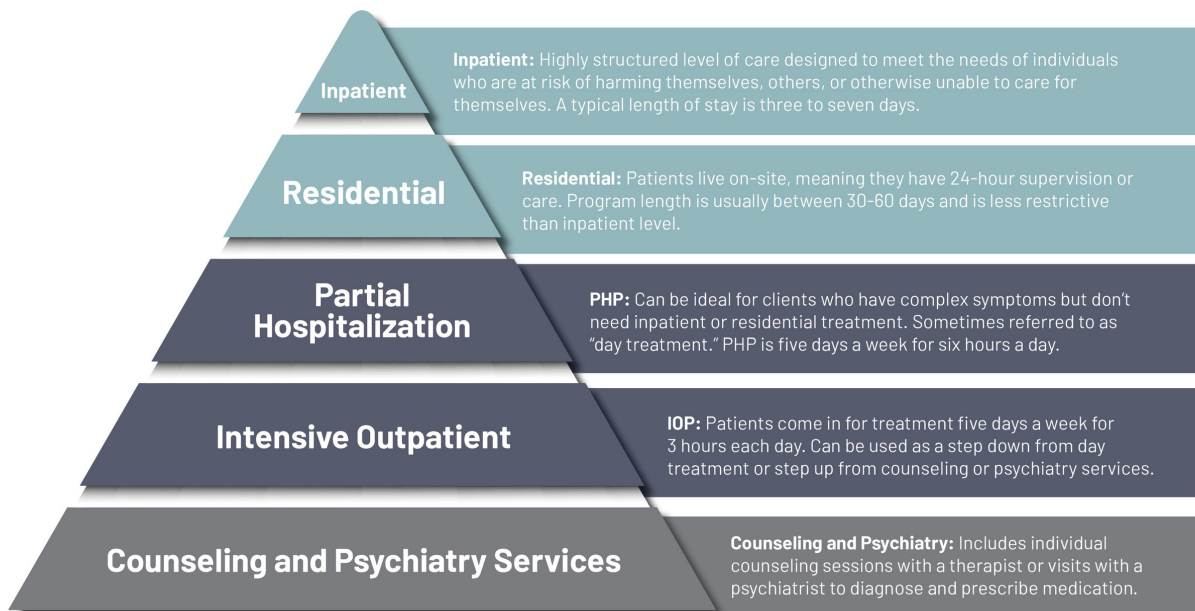 Inpatient
Inpatient: Highly structured level of care designed to meet the needs of individuals
who are at risk of harming themselves, others, or otherwise unable to care for
themselves. A typical length of stay is three to seven days.
Residential
Residential: Patients live on-site, meaning they have 24-hour supervision or
care. Program length is usually between 30-60 days and is less restrictive
than inpatient level.
Partial
Hospitalization
PHP: Can be ideal for clients who have complex symptoms but don’t
need inpatient or residential treatment. Sometimes referred to as
“day treatment.” PHP is five days a week for six hours a day.
Intensive Outpatient
IOP: Patients come in for treatment five days a week for
3 hours each day. Can be used as a step down from day
treatment or step up from counseling or psychiatry services.
Counseling and Psychiatry Services
Counseling and Psychiatry: Includes individual
counseling sessions with a therapist or visits with a
psychiatrist to diagnose and prescribe medication.